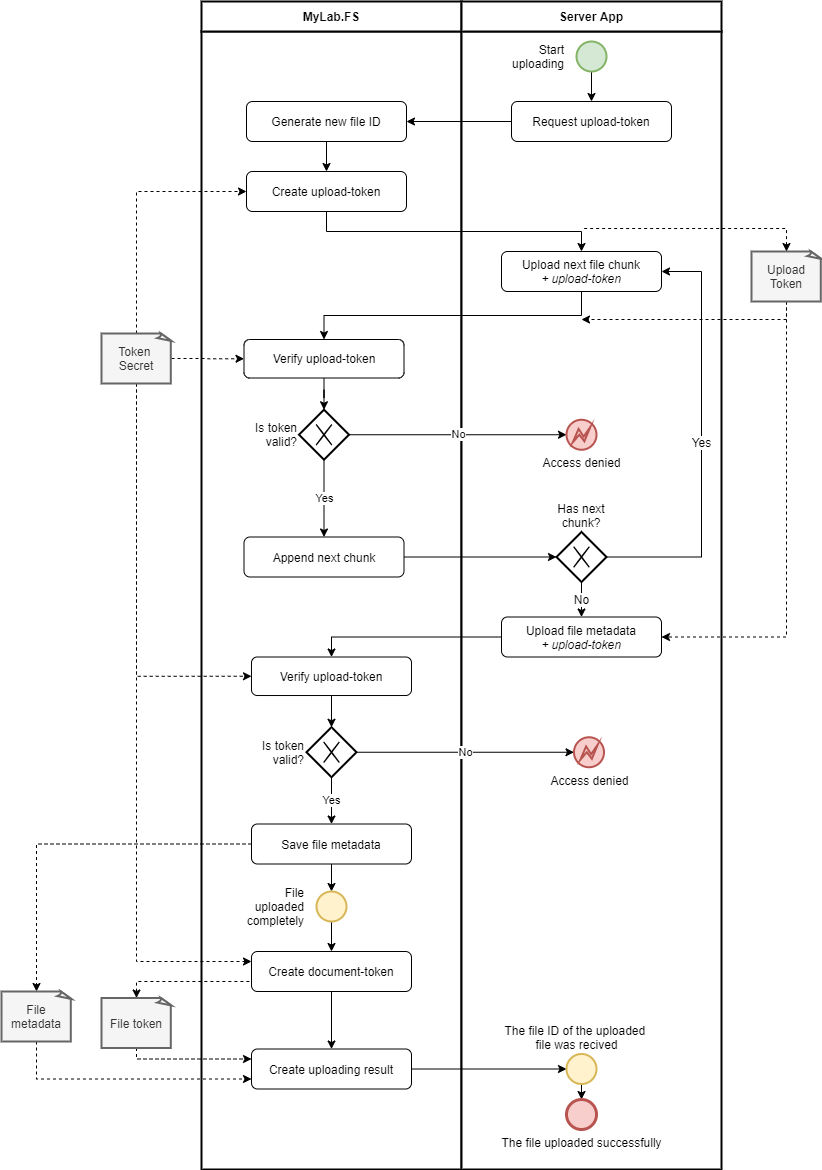 MyLab.FS
Server App
Start
uploading
Generate new file ID
Request upload-token
Create upload-token
Upload next file chunk
+ upload-token
Upload
Token
Token
Secret
Verify upload-token
Is token
valid?
No
Access denied
Yes
Yes
Has next
chunk?
Append next chunk
No
Upload file metadata
+ upload-token
Verify upload-token
Is token
valid?
No
Access denied
Yes
Save file metadata
File
uploaded
completely
Create document-token
File
metadata
File token
The file ID of the uploaded
file was recived
Create uploading result
The file uploaded successfully